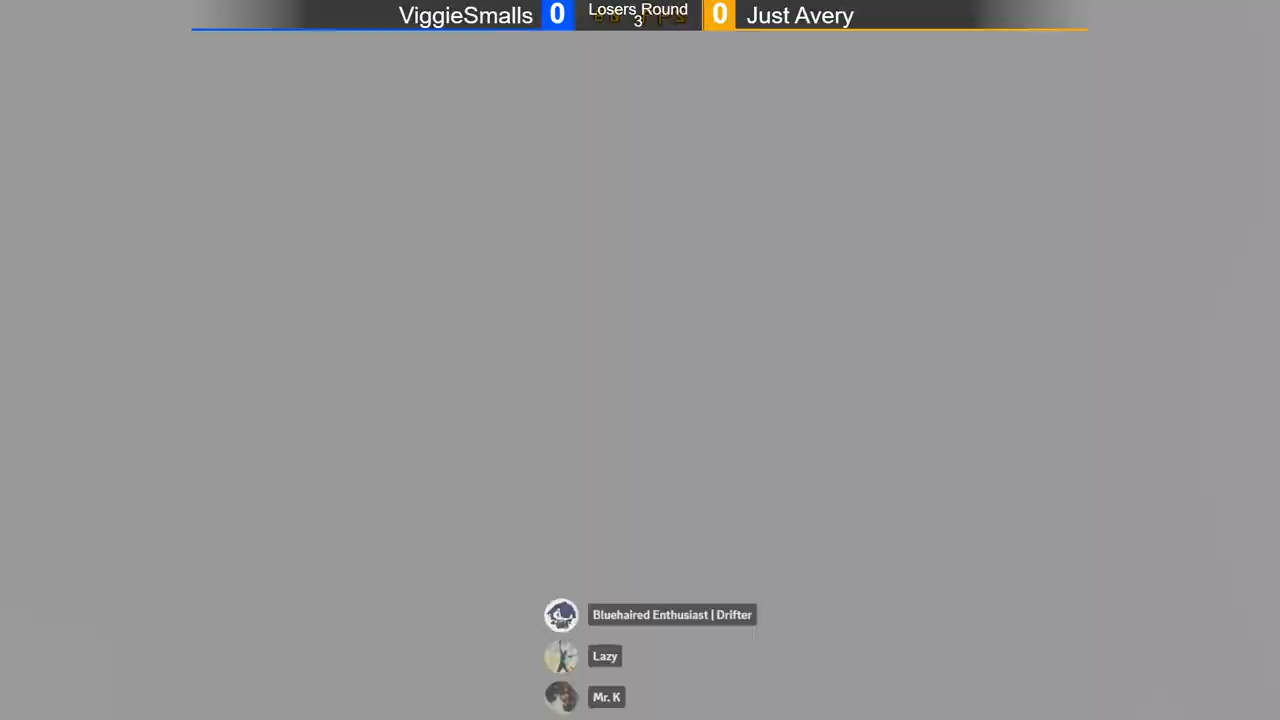 ViggieSmalls 0 Losers Round 0 Just Avery
3
Bluehaired Enthusiast | Drifter
Lazy
Mr. K